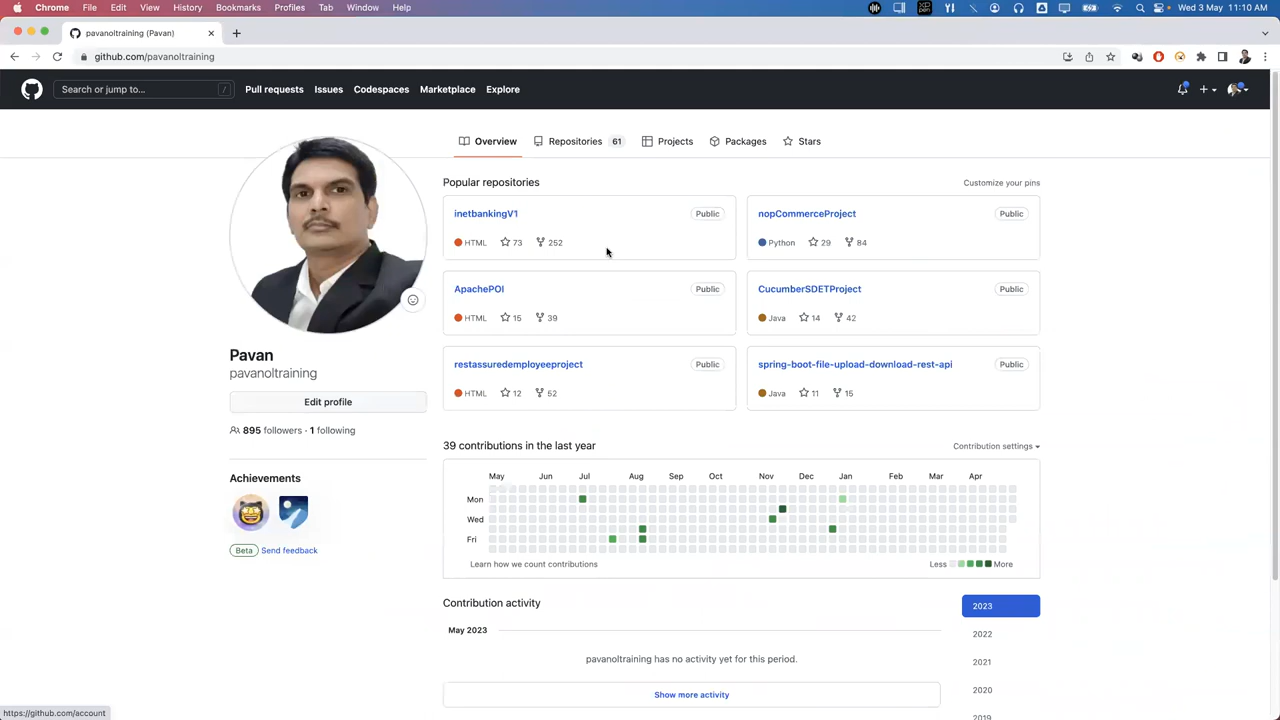 Chrome File Edit View History Bookmarks Profiles Tab Window Help Wed 3 May 11:10 AM
pavanoltraining (Pavan)
github.com/pavanoltraining
Search or jump to... / Pull requests Issues Codespaces Marketplace Explore
Overview Repositories 61 Projects Packages Stars
Popular repositories Customize your pins
inetbankingV1 Public
HTML 73 252
nopCommerceProject Public
Python 29 84
ApachePOI Public
HTML 15 39
CucumberSDETProject Public
Java 14 42
restassuredemployeeproject Public
HTML 12 52
spring-boot-file-upload-download-rest-api Public
Java 11 15
Pavan
pavanoltraining
Edit profile
895 followers · 1 following
Achievements
Beta Send feedback
39 contributions in the last year Contribution settings
May Jun Jul Aug Sep Oct Nov Dec Jan Feb Mar Apr
Mon
Wed
Fri
Learn how we count contributions Less More
Contribution activity
2023
2022
2021
2020
2019
May 2023
pavanoltraining has no activity yet for this period.
Show more activity
https://github.com/account